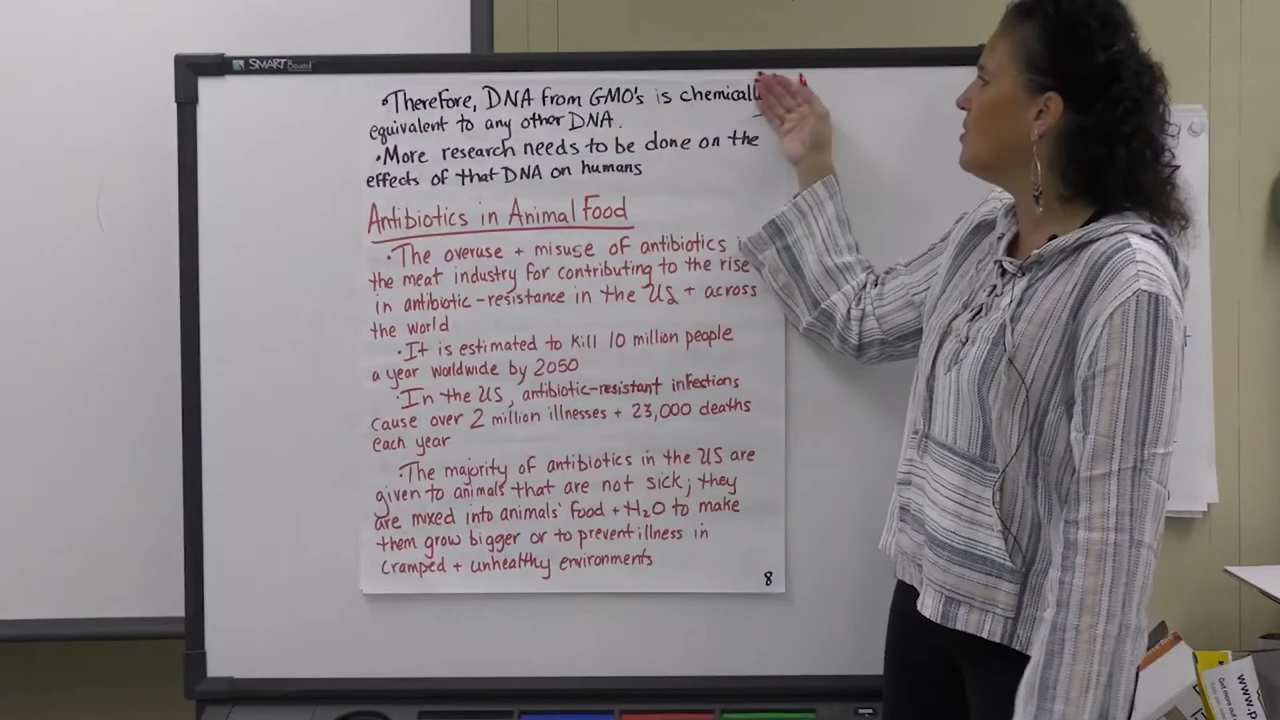 SMART Board
•Therefore, DNA from GMO's is chemically
equivalent to any other DNA.
•More research needs to be done on the
effects of that DNA on humans
Antibiotics in Animal Food
•The overuse + misuse of antibiotics
the meat industry for contributing to the rise
in antibiotic-resistance in the US + across
the world
•It is estimated to kill 10 million people
a year worldwide by 2050
•In the US, antibiotic-resistant infections
cause over 2 million illnesses + 23,000 deaths
each year
•The majority of antibiotics in the US are
given to animals that are not sick; they
are mixed into animals' food + H₂O to make
them grow bigger or to prevent illness in
cramped + unhealthy environments
8